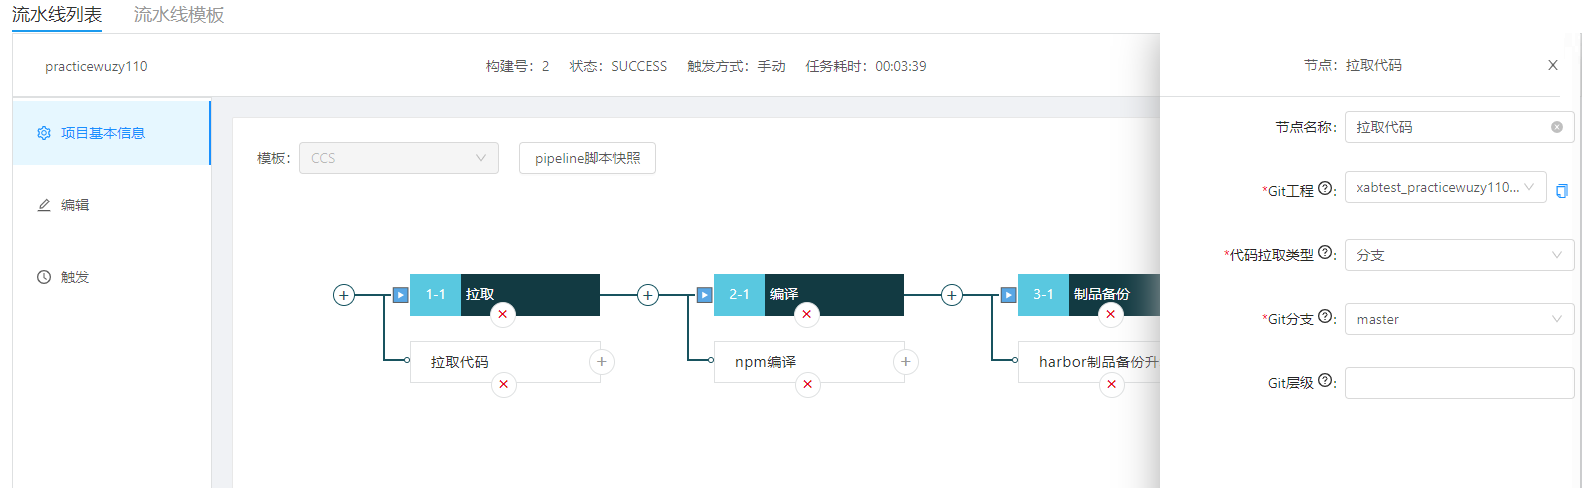 流水线列表 流水线模板
practicewuzy110
构建号：2 状态：SUCCESS 触发方式：手动 任务耗时：00:03:39
节点：拉取代码
项目基本信息
编辑
触发
模板： CCS pipeline脚本快照
1-1 拉取
拉取代码
2-1 编译
npm编译
3-1 制品备份
harbor制品备份升
节点名称： 拉取代码
*Git工程 : xabtest_practicewuzy110...
*代码拉取类型 : 分支
*Git分支 : master
Git层级 :